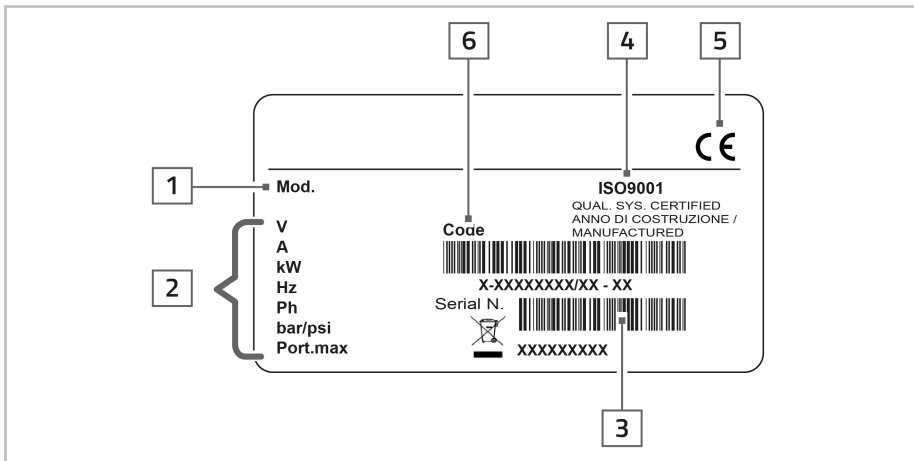 6
4
5
CE
1
Mod.
ISO9001
QUAL. SYS. CERTIFIED
ANNO DI COSTRUZIONE /
MANUFACTURED
2
V
A
kW
Hz
Ph
bar/psi
Port.max
Code
X-XXXXXXXX/XX - XX
Serial N.
XXXXXXXXX
3